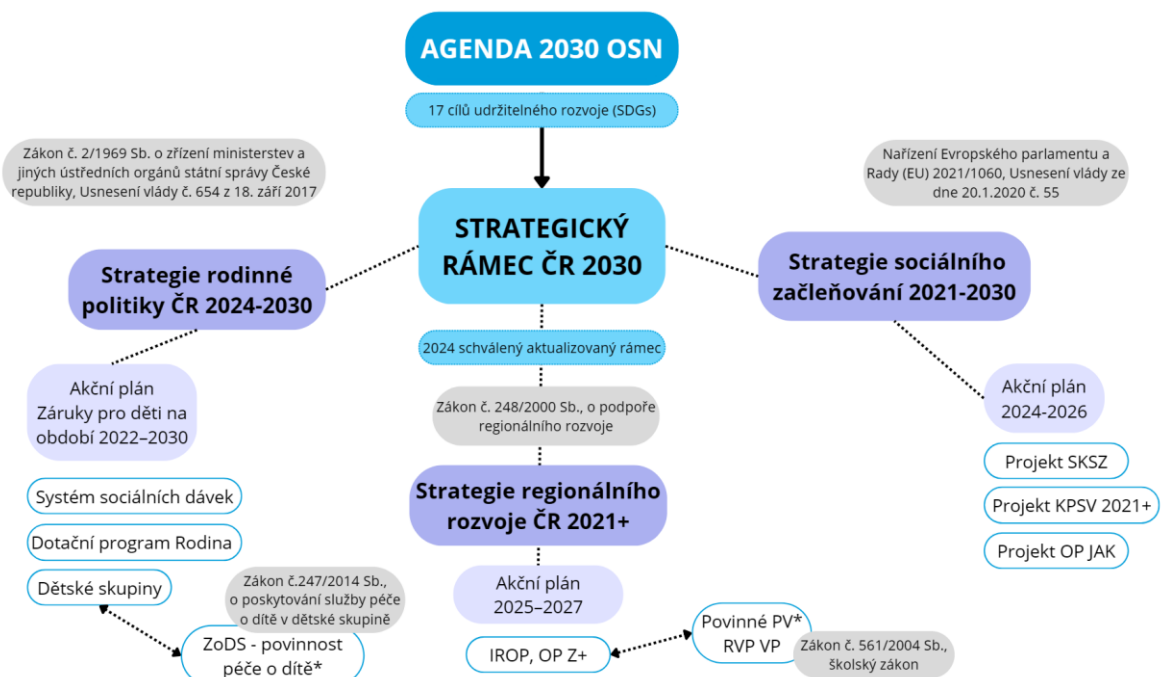 AGENDA 2030 OSN
17 cílů udržitelného rozvoje (SDGs)
Zákon č. 2/1969 Sb. o zřízení ministerstev a
jiných ústředních orgánů státní správy České
republiky, Usnesení vlády č. 654 z 18. září 2017
Nařízení Evropského parlamentu a
Rady (EU) 2021/1060, Usnesení vlády ze
dne 20.1.2020 č. 55
STRATEGICKÝ
RÁMEC ČR 2030
Strategie rodinné
politiky ČR 2024-2030
Strategie sociálního
začleňování 2021-2030
2024 schválený aktualizovaný rámec
Akční plán
Záruky pro děti na
období 2022–2030
Zákon č. 248/2000 Sb., o podpoře
regionálního rozvoje
Akční plán
2024-2026
Systém sociálních dávek
Dotační program Rodina
Dětské skupiny
Strategie regionálního
rozvoje ČR 2021+
Projekt SKSZ
Projekt KPSV 2021+
Projekt OP JAK
Zákon č.247/2014 Sb.,
o poskytování služby péče
o dítě v dětské skupině
ZoDS - povinnost
péče o dítě*
Akční plán
2025–2027
IROP, OP Z+
Povinné PV*
RVP VP
Zákon č. 561/2004 Sb.,
školský zákon